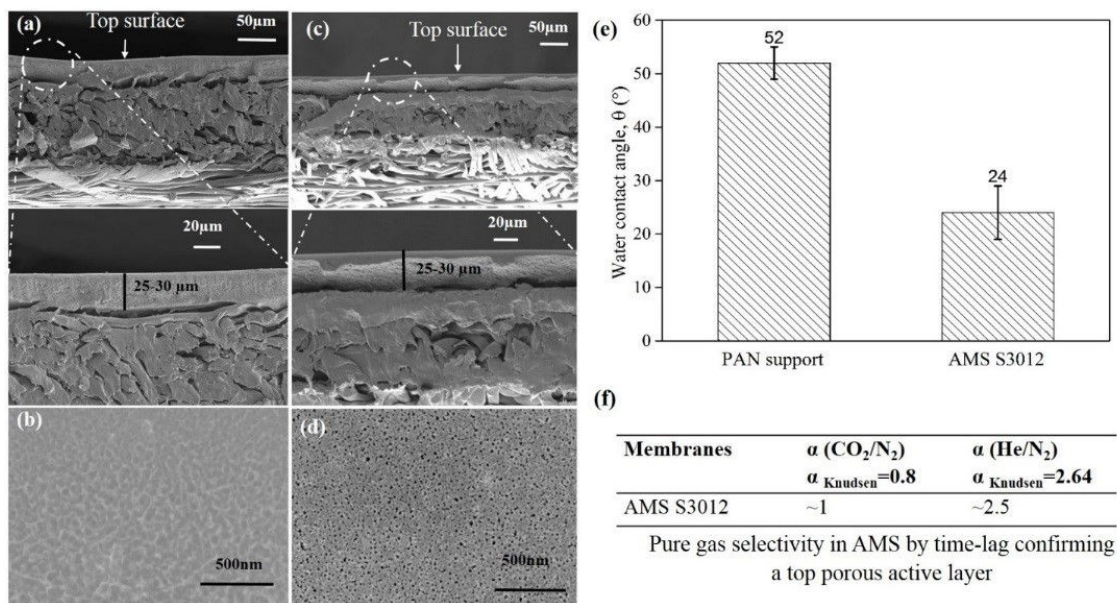 (a)
Top surface
50µm
20µm
25-30 µm
(b)
500nm
(c)
Top surface
50µm
20µm
25-30 µm
(d)
500nm
(e)
Water contact angle, θ (°)
60
50
40
30
20
10
0
52
24
PAN support
AMS S3012
(f)
Membranes α (CO₂/N₂) α (He/N₂)
α Knudsen=0.8 α Knudsen=2.64
AMS S3012 ~1 ~2.5
Pure gas selectivity in AMS by time-lag confirming
a top porous active layer